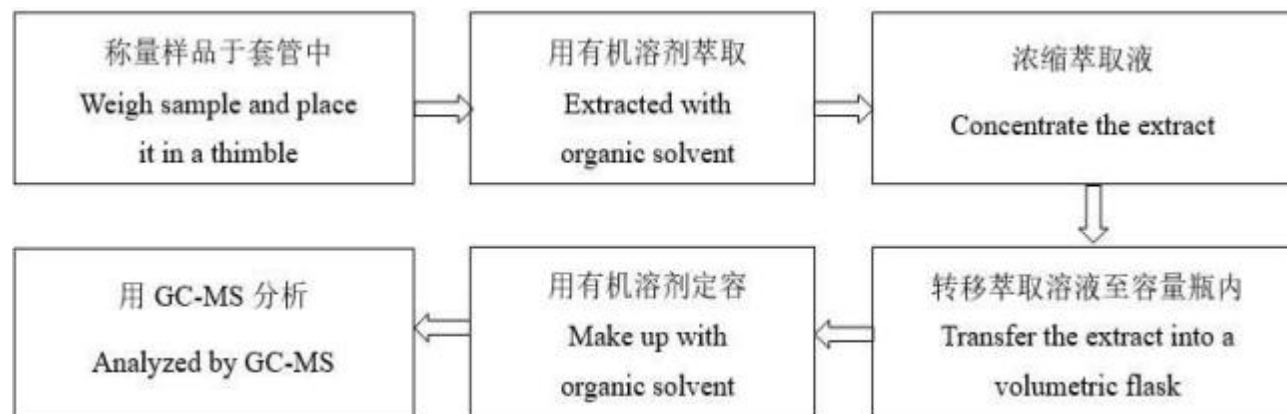 称量样品于套管中
Weigh sample and place
it in a thimble
用有机溶剂萃取
Extracted with
organic solvent
浓缩萃取液
Concentrate the extract
转移萃取溶液至容量瓶内
Transfer the extract into a
volumetric flask
用有机溶剂定容
Make up with
organic solvent
用 GC-MS 分析
Analyzed by GC-MS